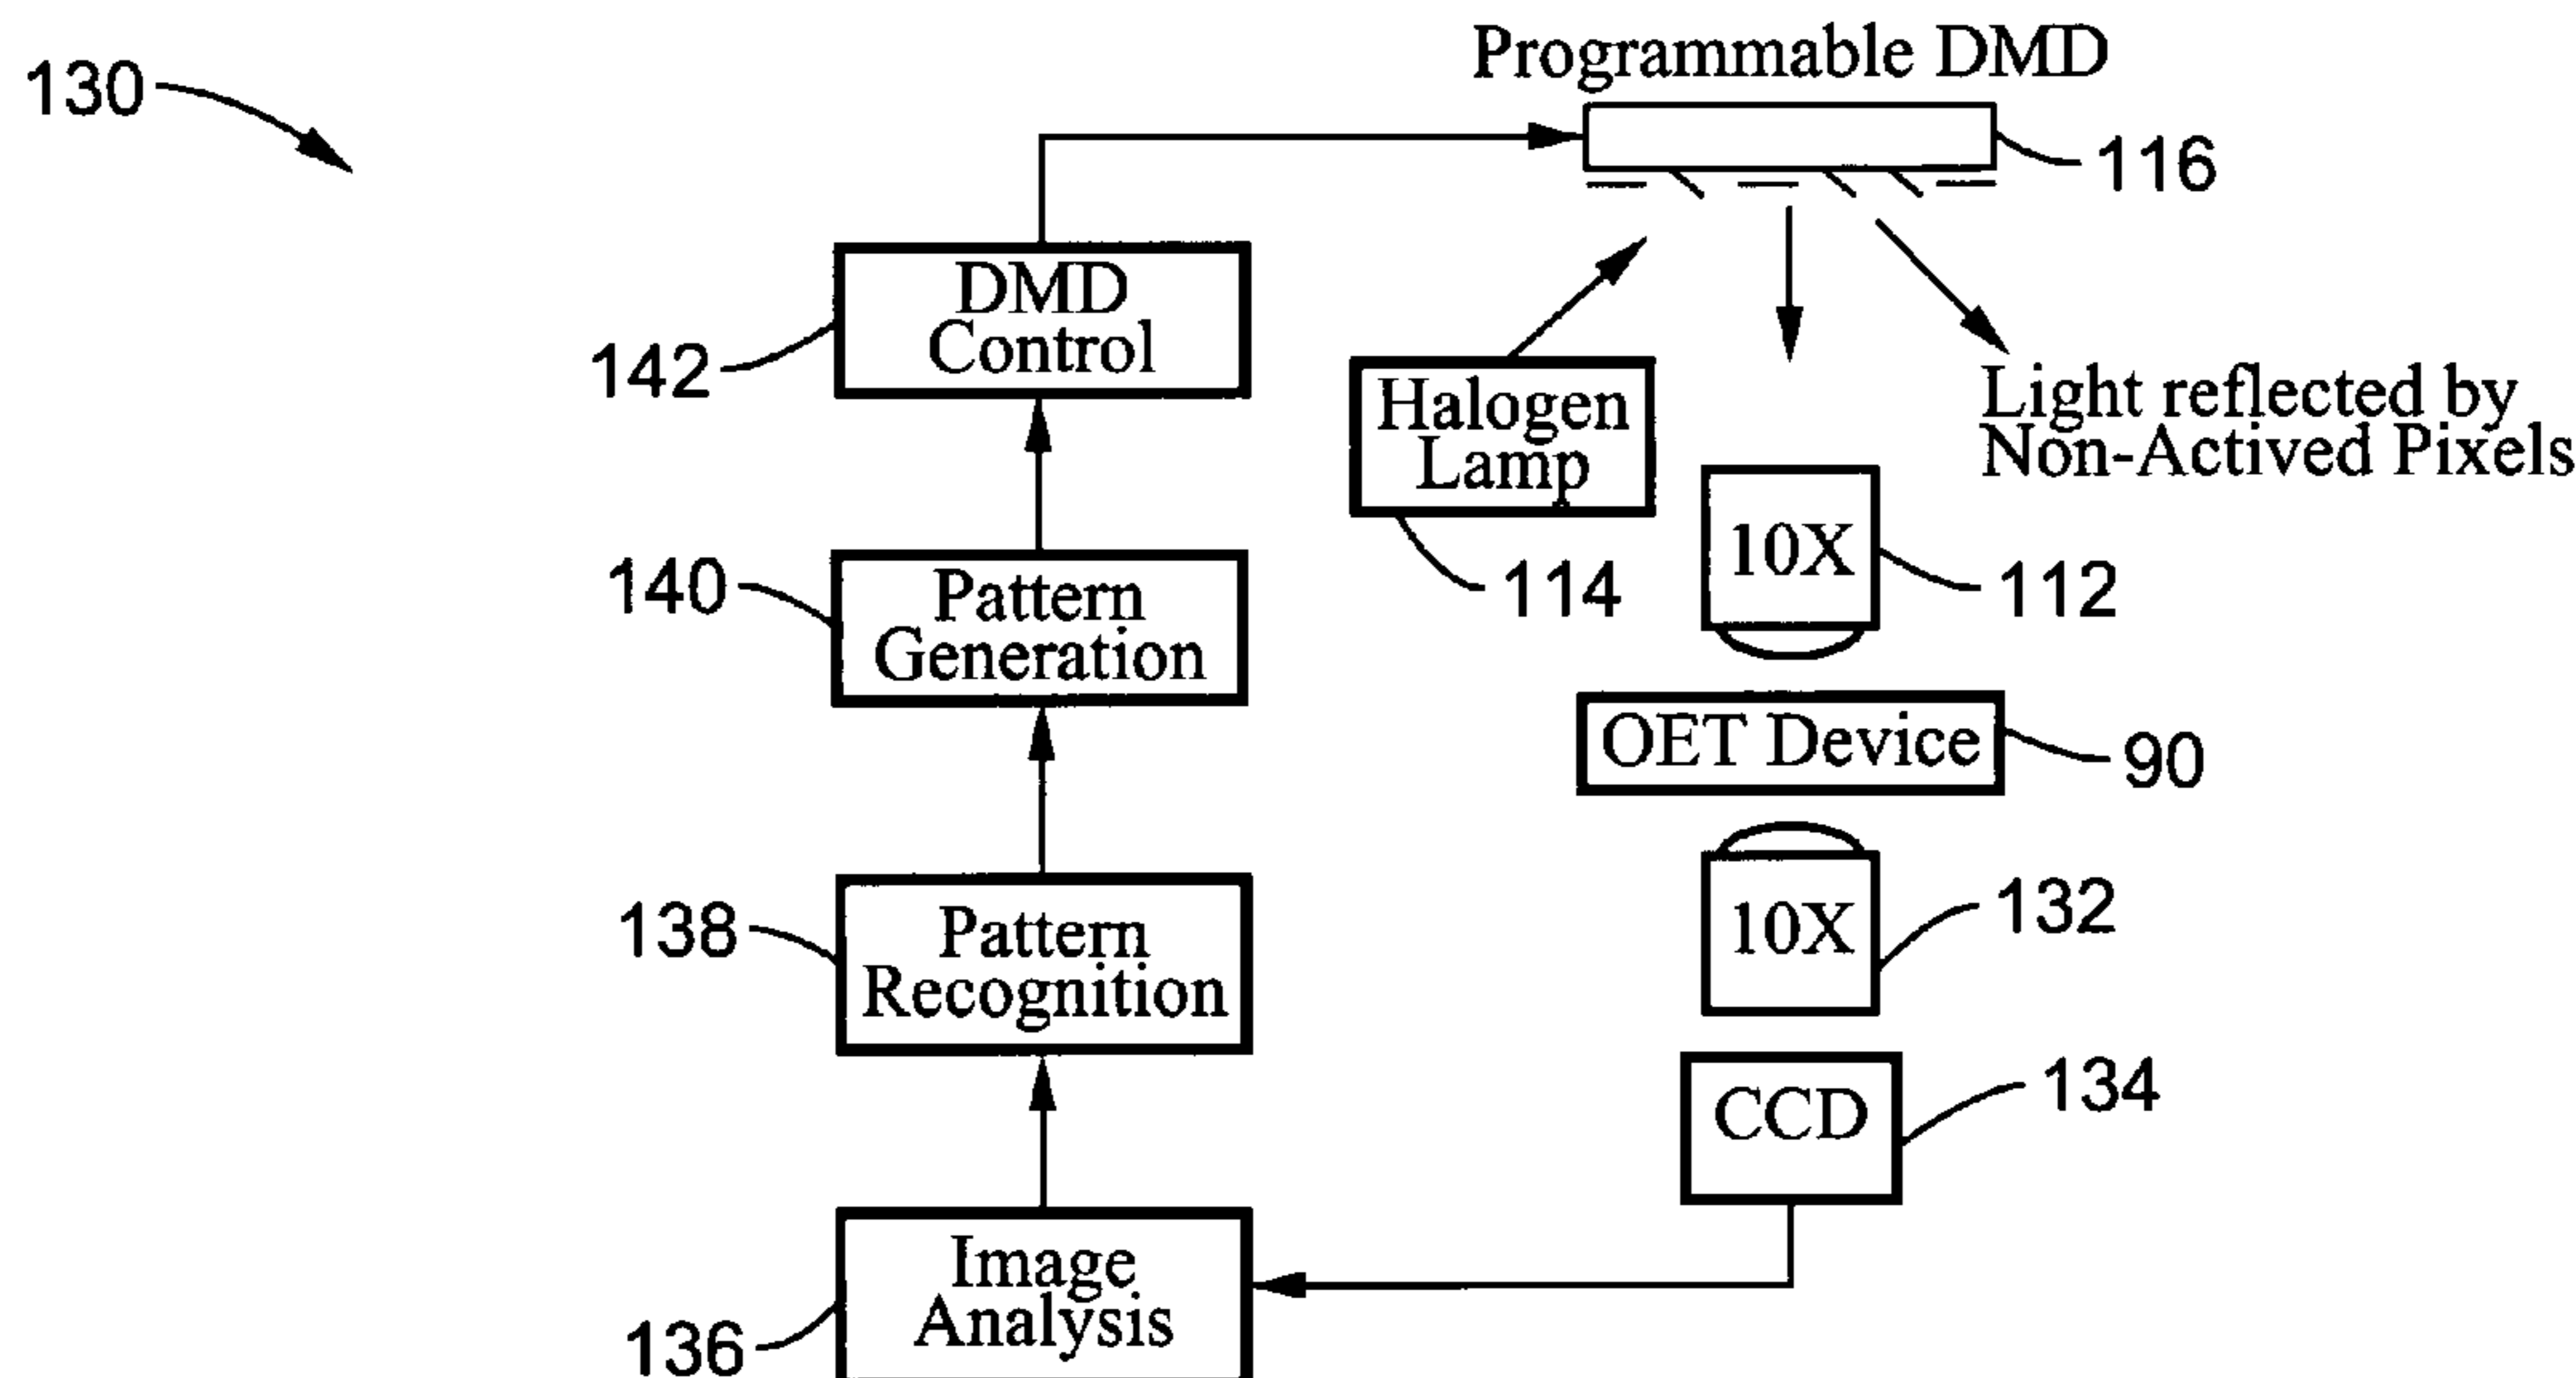 Programmable DMD
130
116
DMD
Control
142
Halogen
Lamp
Light reflected by
Non-Actived Pixels
10X
114
112
140
Pattern
Generation
OET Device
90
138
Pattern
Recognition
10X
132
CCD
134
Image
Analysis
136